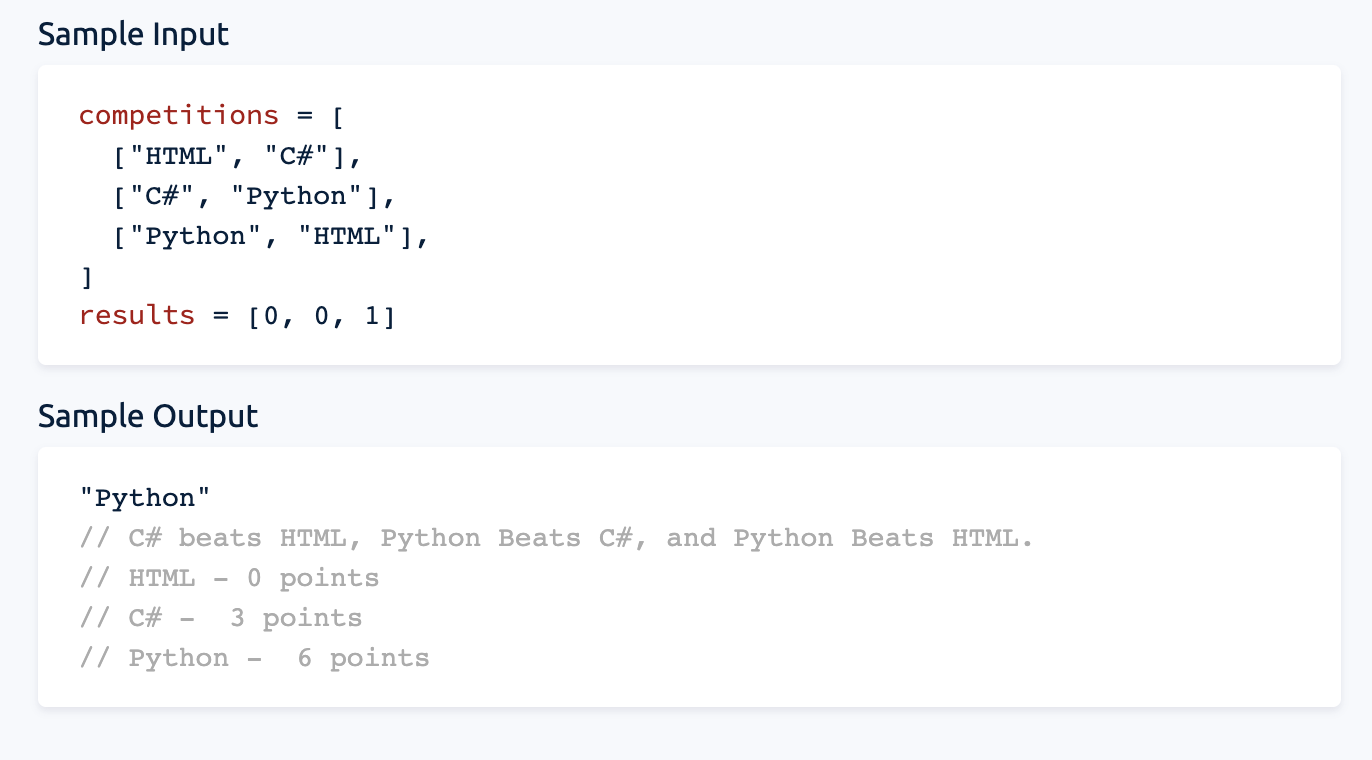 Sample Input
competitions = [
  ["HTML", "C#"],
  ["C#", "Python"],
  ["Python", "HTML"],
]
results = [0, 0, 1]
Sample Output
"Python"
// C# beats HTML, Python Beats C#, and Python Beats HTML.
// HTML - 0 points
// C# -  3 points
// Python -  6 points